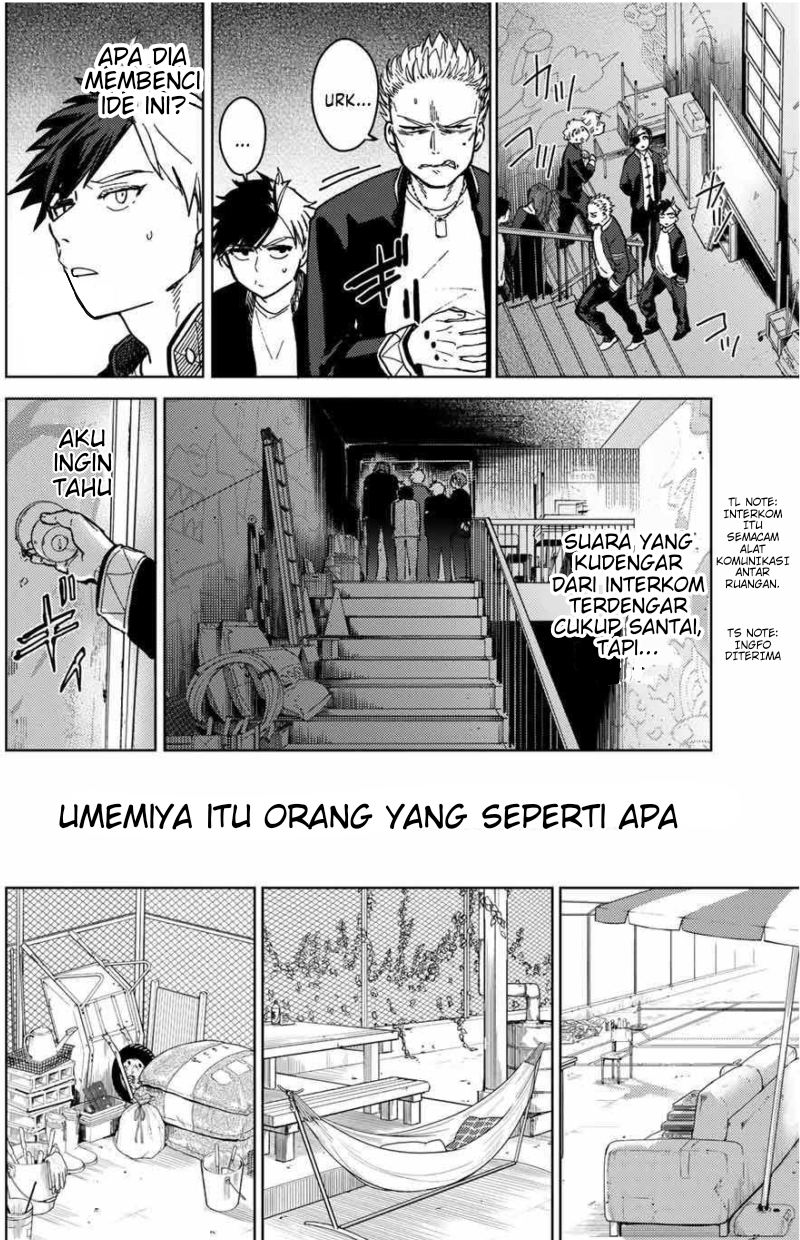 URK...
...
APA DIA
MEMBENCI
IDE INI?
TL NOTE:
INTERKOM
ITU
SEMACAM
ALAT
KOMUNIKASI
ANTAR
RUANGAN.
TS NOTE:
INGFO
DITERIMA
SUARA YANG
KUDENGAR
DARI INTERKOM
TERDENGAR
CUKUP SANTAI,
TAPI...
AKU
INGIN
TAHU
UMEMIYA ITU ORANG YANG SEPERTI APA